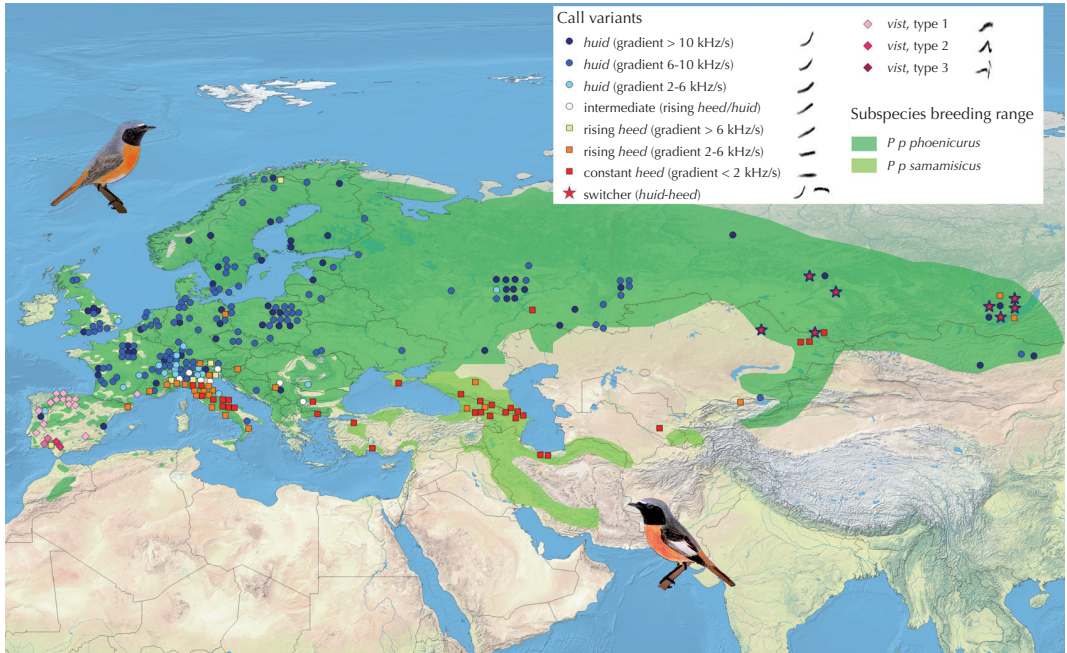 Call variants
huid (gradient > 10 kHz/s)
huid (gradient 6-10 kHz/s)
huid (gradient 2-6 kHz/s)
intermediate (rising heed/huid)
rising heed (gradient > 6 kHz/s)
rising heed (gradient 2-6 kHz/s)
constant heed (gradient < 2 kHz/s)
switcher (huid-heed)
vist, type 1
vist, type 2
vist, type 3
Subspecies breeding range
P p phoenicurus
P p samamisicus